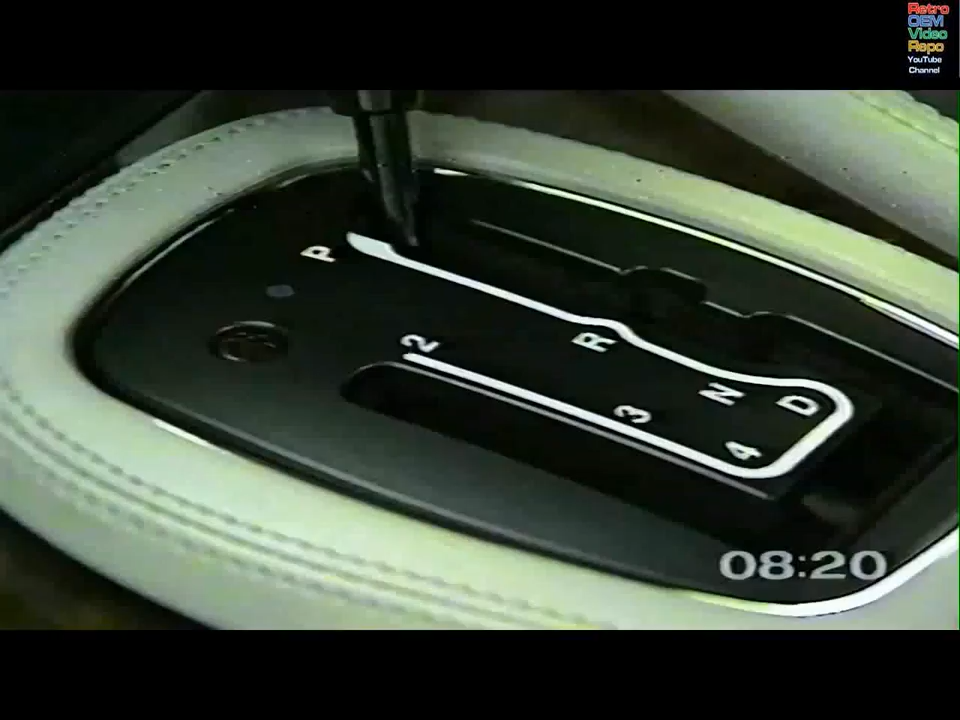 Retro
OEM
Video
Repo
YouTube
Channel
P
R
N
D
2
3
4
08:20